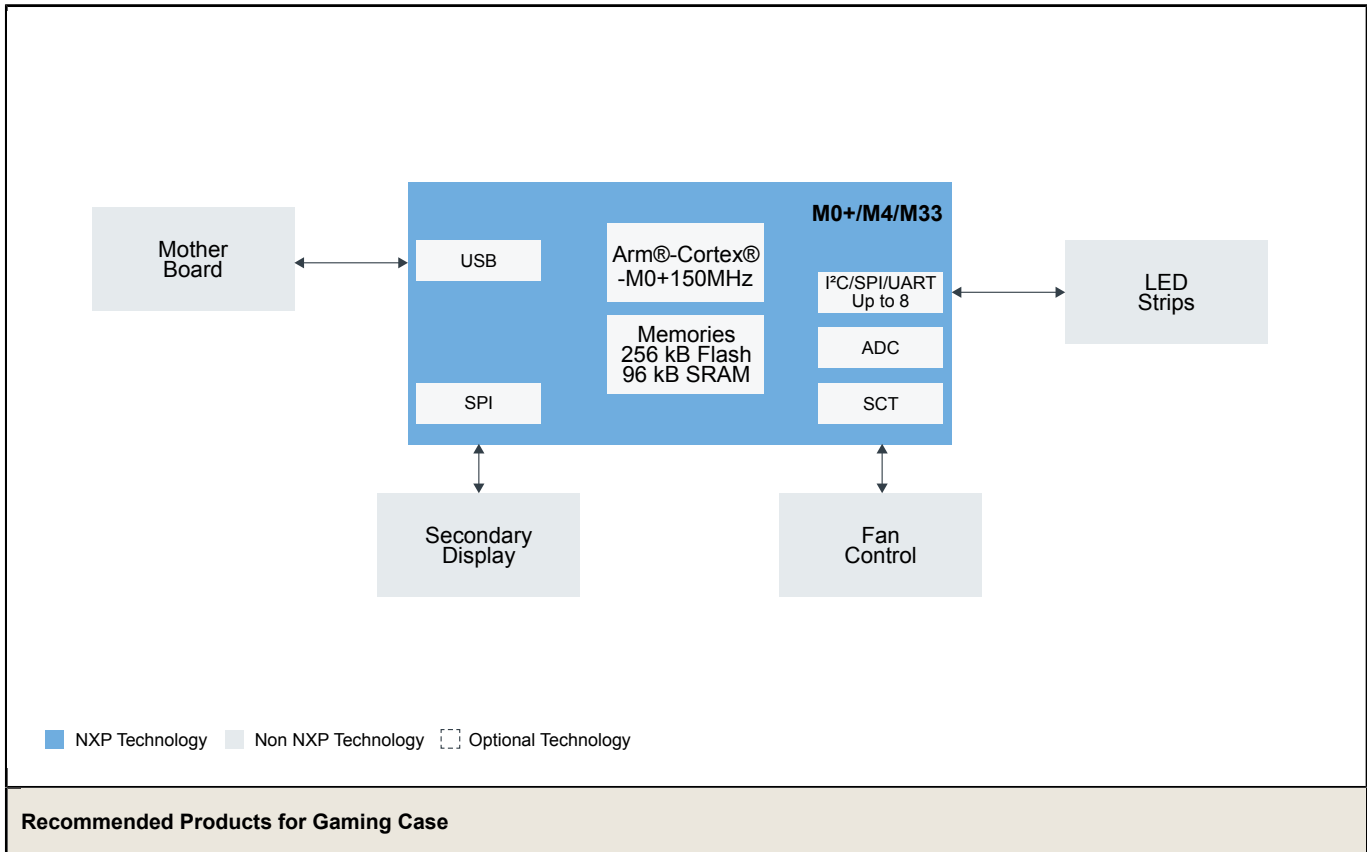 M0+/M4/M33
Mother
Board
USB
Arm®-Cortex®
-M0+150MHz
I²C/SPI/UART
Up to 8
LED
Strips
Memories
256 kB Flash
96 kB SRAM
ADC
SPI
SCT
Secondary
Display
Fan
Control
NXP Technology
Non NXP Technology
Optional Technology
Recommended Products for Gaming Case